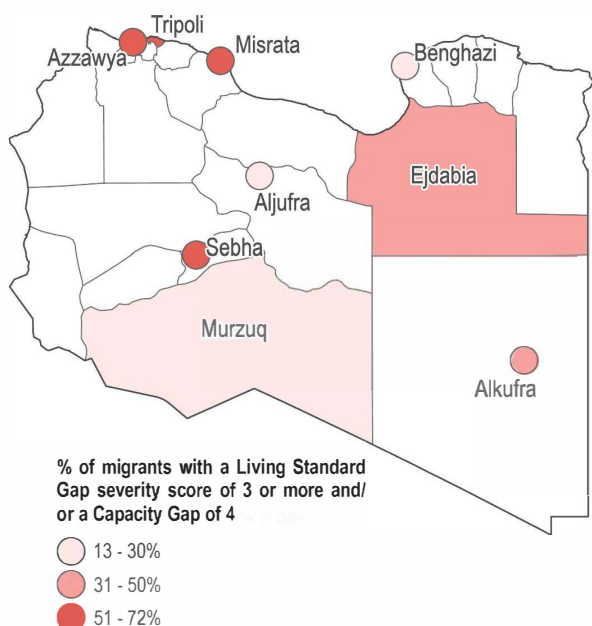 Tripoli
Azzawya
Misrata
Benghazi
Ejdabia
Aljufra
Sebha
Murzuq
Alkufra
% of migrants with a Living Standard
Gap severity score of 3 or more and/
or a Capacity Gap of 4
13 - 30%
31 - 50%
51 - 72%